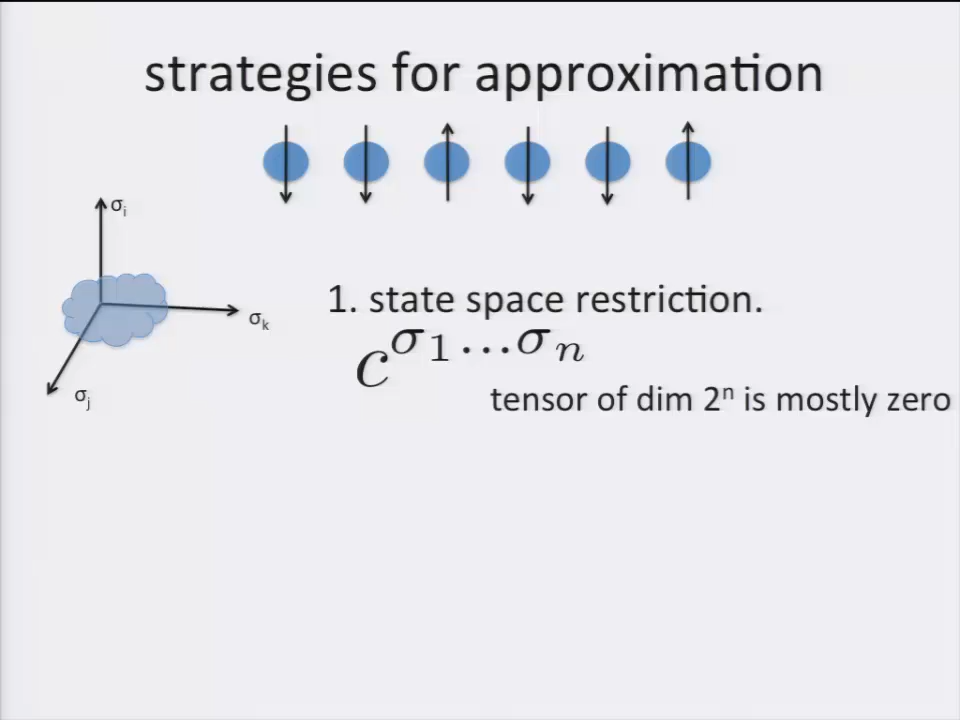 strategies for approximation
σi
σk
σj
1. state space restriction.
c^{σ1...σn}
tensor of dim 2ⁿ is mostly zero